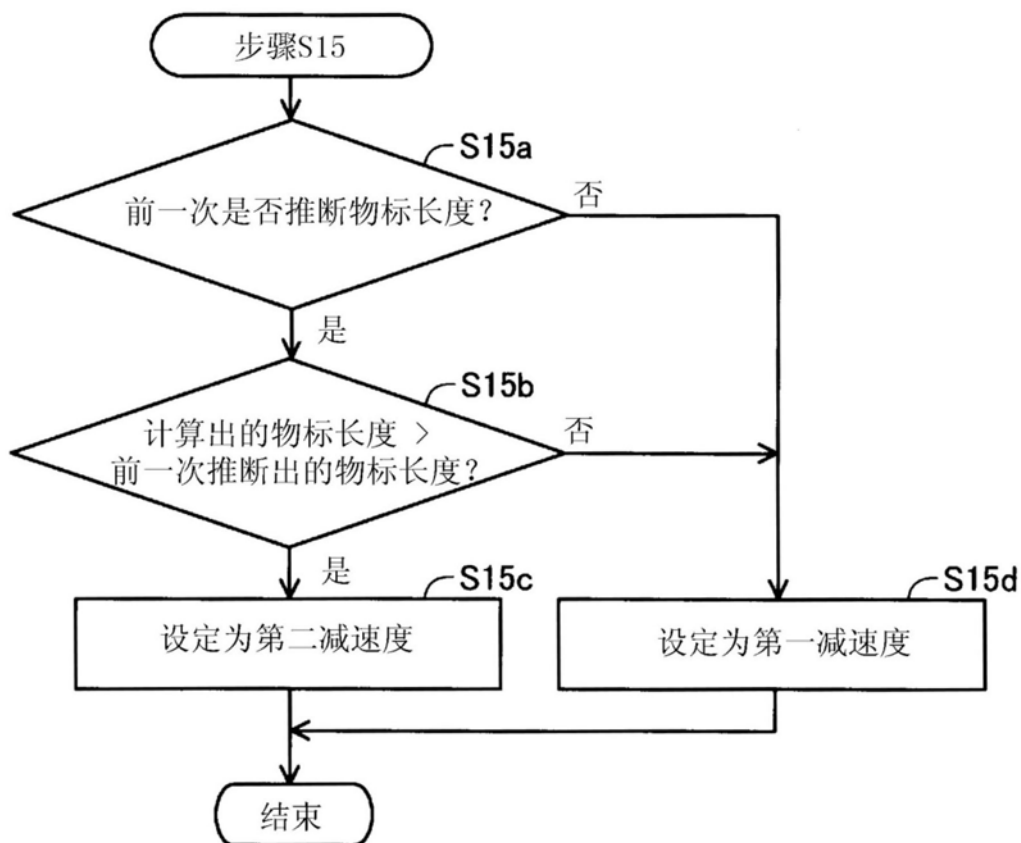 步骤S15
S15a
前一次是否推断物标长度?
否
是
S15b
计算出的物标长度 >
前一次推断出的物标长度?
否
是
S15c
设定为第二减速度
S15d
设定为第一减速度
结束